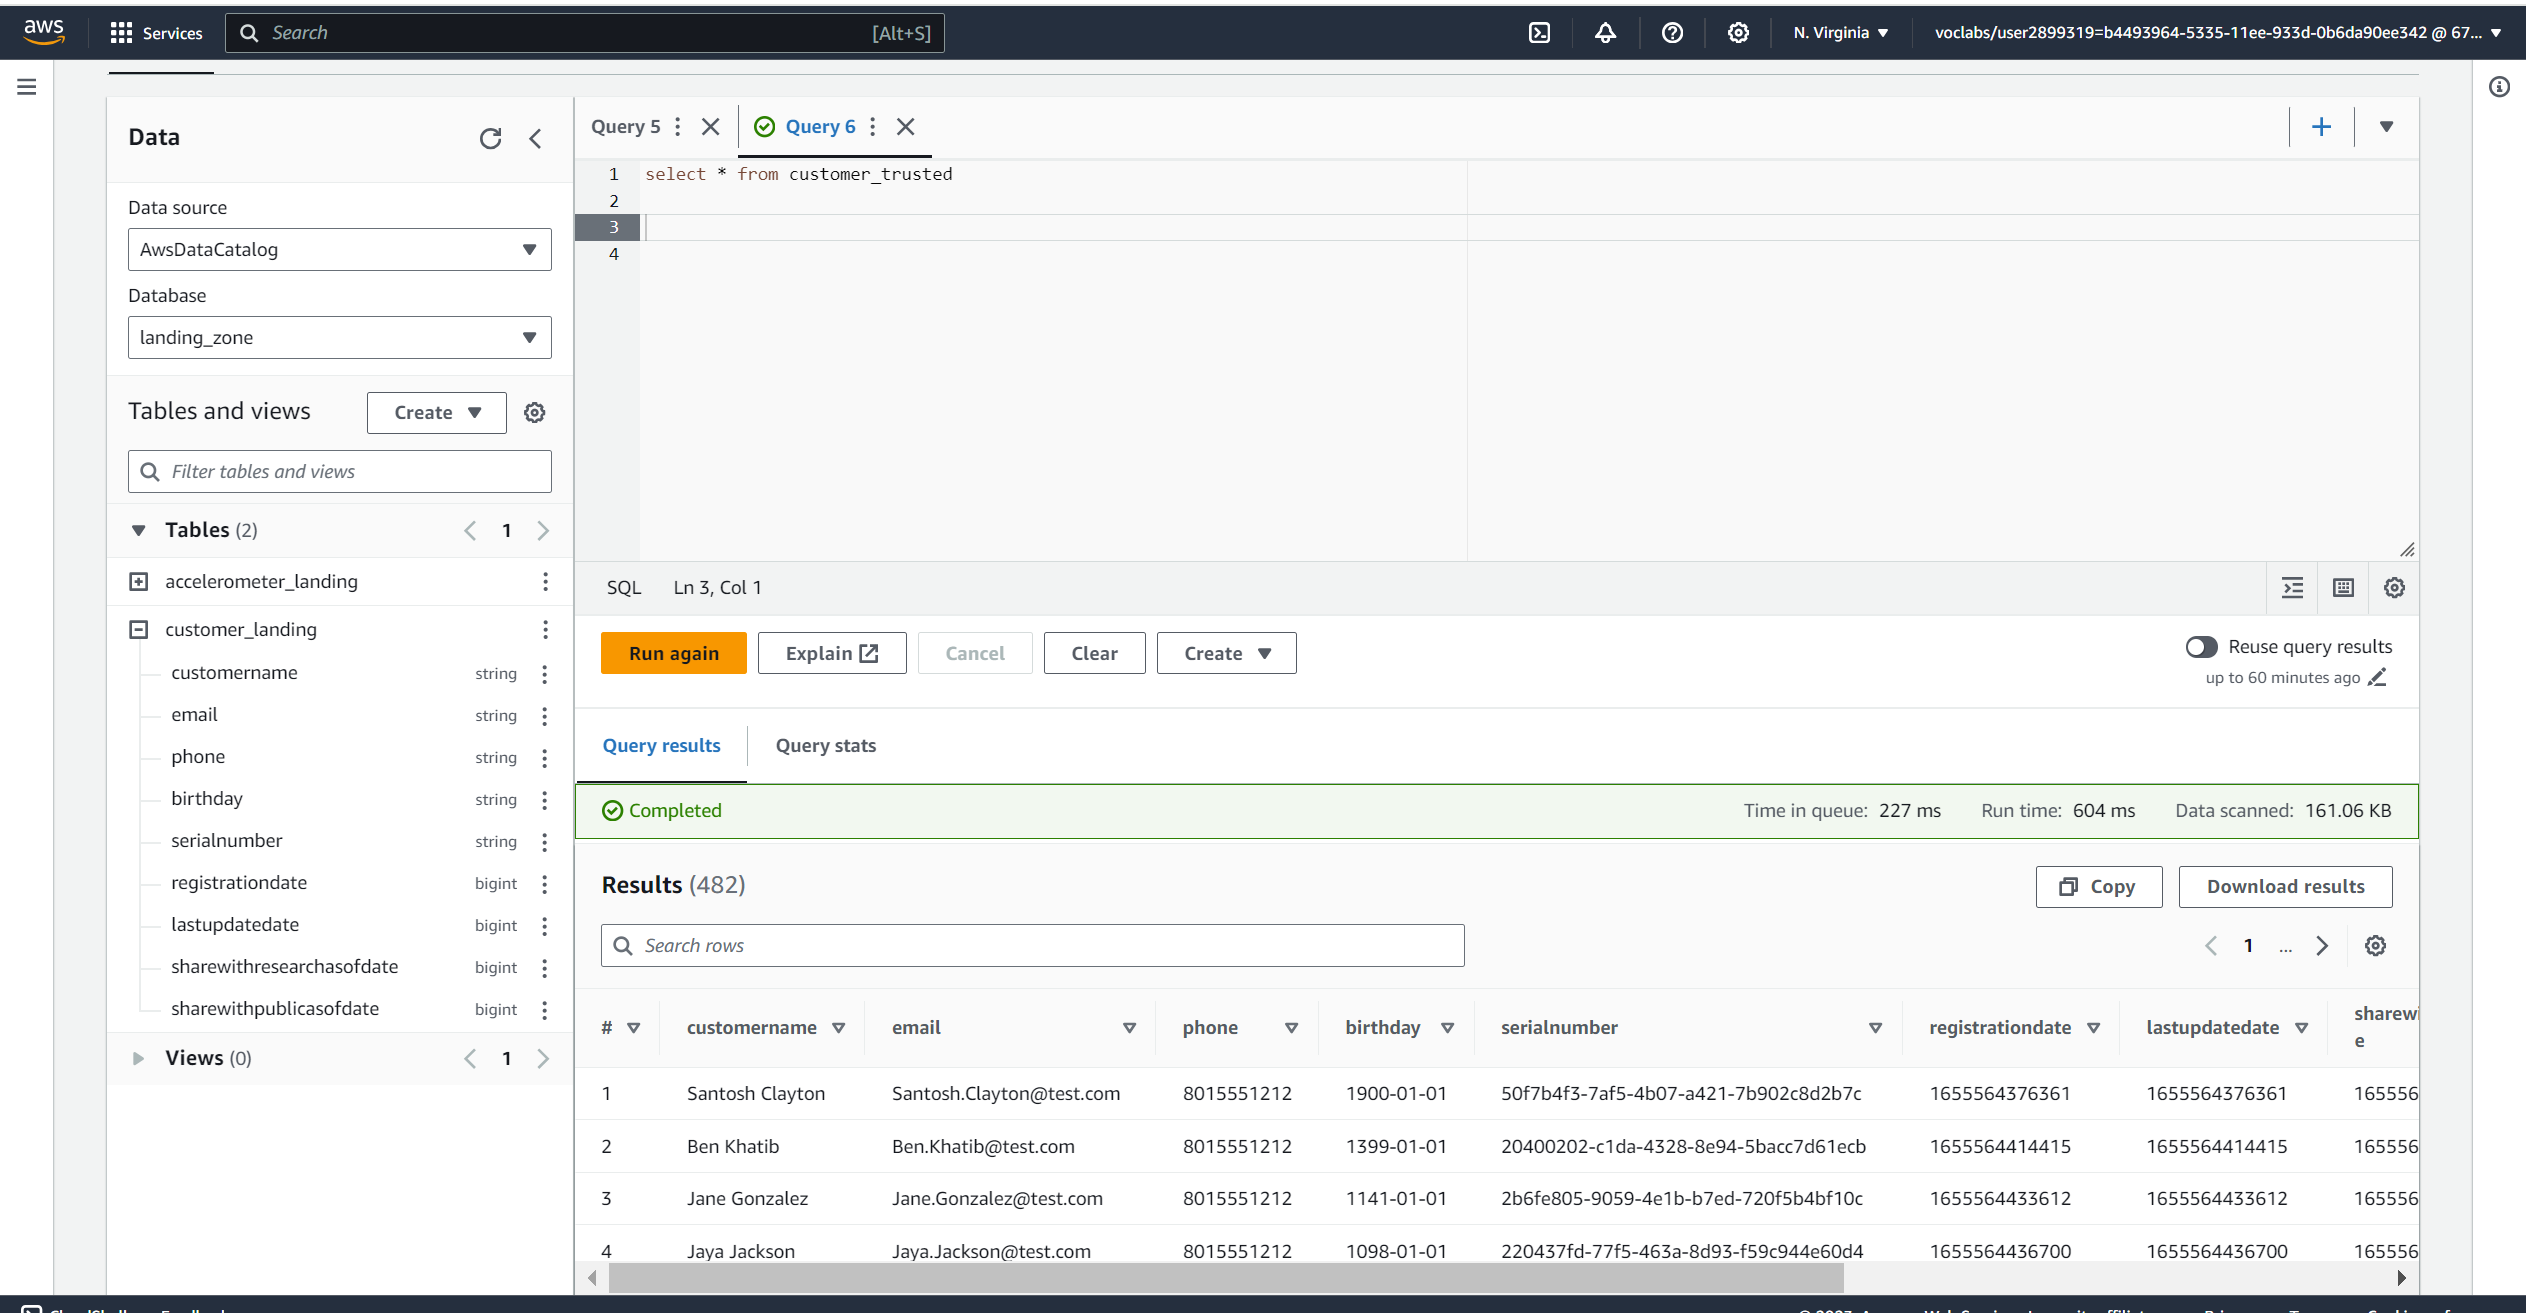 aws Services Search [Alt+S] N. Virginia voclabs/user2899319=b4493964-5335-11ee-933d-0b6da90ee342 @ 67...
Data
Data source
AwsDataCatalog
Database
landing_zone
Tables and views Create
Filter tables and views
Tables (2) 1
accelerometer_landing
customer_landing
customername string
email string
phone string
birthday string
serialnumber string
registrationdate bigint
lastupdatedate bigint
sharewithresearchasofdate bigint
sharewithpublicasofdate bigint
Views (0) 1
Query 5 Query 6
1 select * from customer_trusted
2
3
4
SQL Ln 3, Col 1
Run again Explain Cancel Clear Create
Reuse query results
up to 60 minutes ago
Query results Query stats
Completed Time in queue: 227 ms Run time: 604 ms Data scanned: 161.06 KB
Results (482) Copy Download results
Search rows 1 ...
# customername email phone birthday serialnumber registrationdate lastupdatedate
1 Santosh Clayton Santosh.Clayton@test.com 8015551212 1900-01-01 50f7b4f3-7af5-4b07-a421-7b902c8d2b7c 1655564376361 1655564376361 165556
2 Ben Khatib Ben.Khatib@test.com 8015551212 1399-01-01 20400202-c1da-4328-8e94-5bacc7d61ecb 1655564414415 1655564414415 165556
3 Jane Gonzalez Jane.Gonzalez@test.com 8015551212 1141-01-01 2b6fe805-9059-4e1b-b7ed-720f5b4bf10c 1655564433612 1655564433612 165556
4 Jaya Jackson Jaya.Jackson@test.com 8015551212 1098-01-01 220437fd-77f5-463a-8d93-f59c944e60d4 1655564436700 1655564436700 165556